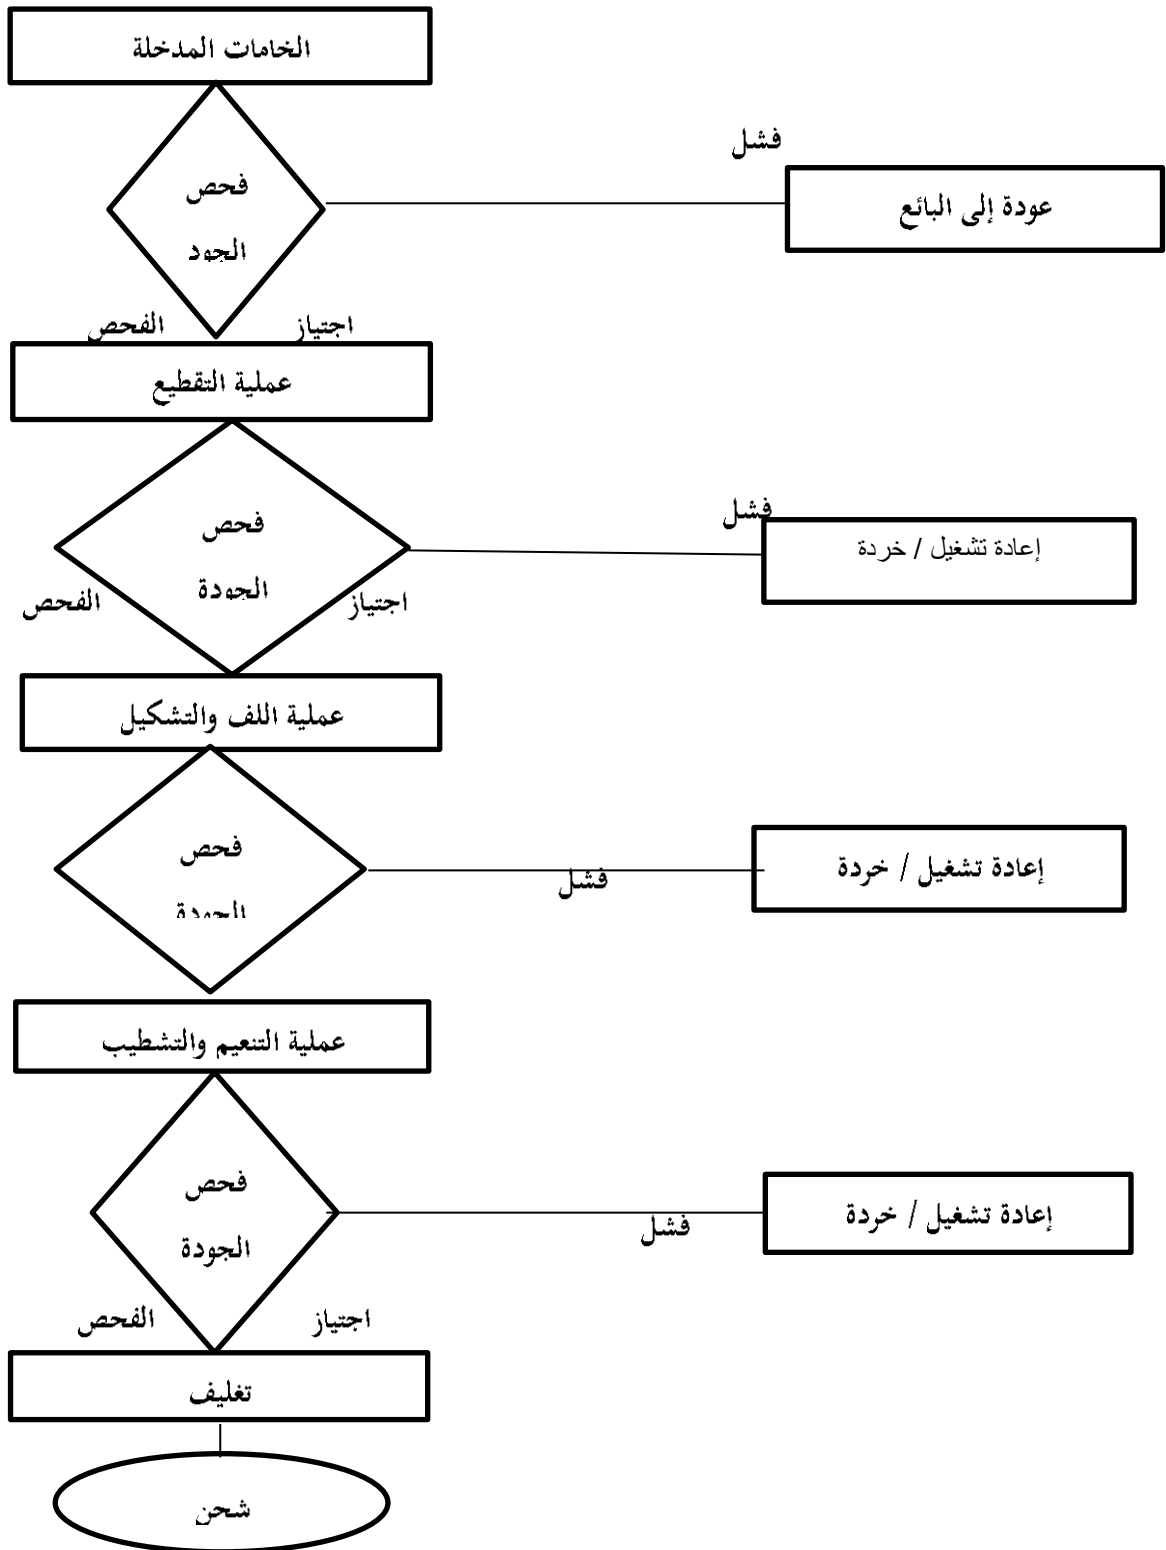 الخامات المدخلة
فشل
فحص
عودة إلى البائع
الجود
اجتياز الفحص
عملية التقطيع
فشل
فحص
إعادة تشغيل / خردة
الجودة
اجتياز الفحص
عملية اللف والتشكيل
فحص
إعادة تشغيل / خردة
فشل
الجودة
عملية التنعيم والتشطيب
فحص
إعادة تشغيل / خردة
فشل
الجودة
اجتياز الفحص
تغليف
شحن